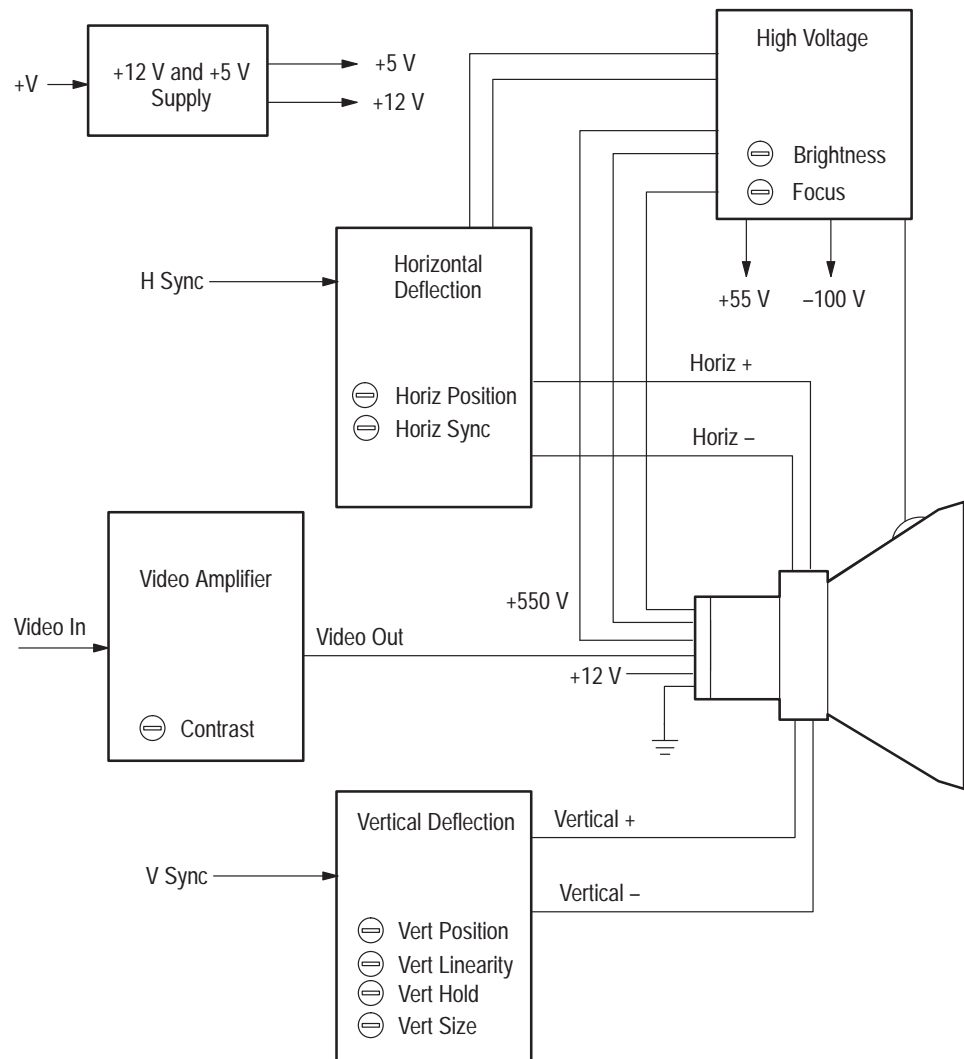 High Voltage
+12 V and +5 V
Supply
+V
+5 V
+12 V
Brightness
Focus
+55 V
–100 V
H Sync
Horizontal
Deflection
Horiz Position
Horiz Sync
Horiz +
Horiz –
Video Amplifier
Video In
Contrast
Video Out
+550 V
+12 V
Vertical Deflection
V Sync
Vert Position
Vert Linearity
Vert Hold
Vert Size
Vertical +
Vertical –